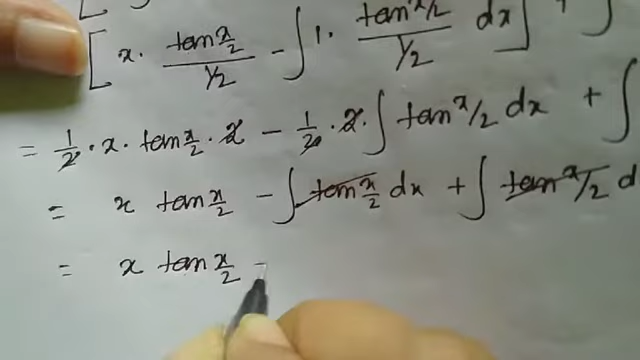 [ x · tan x/2 / 1/2 − ∫ 1 · tan x/2 / 1/2 dx ]
= 1/2 · x · tan x/2 · 2 − 1/2 · 2 · ∫ tan x/2 dx + ∫
= x tan x/2 − ∫ tan x/2 dx + ∫ tan x/2 d
= x tan x/2 −